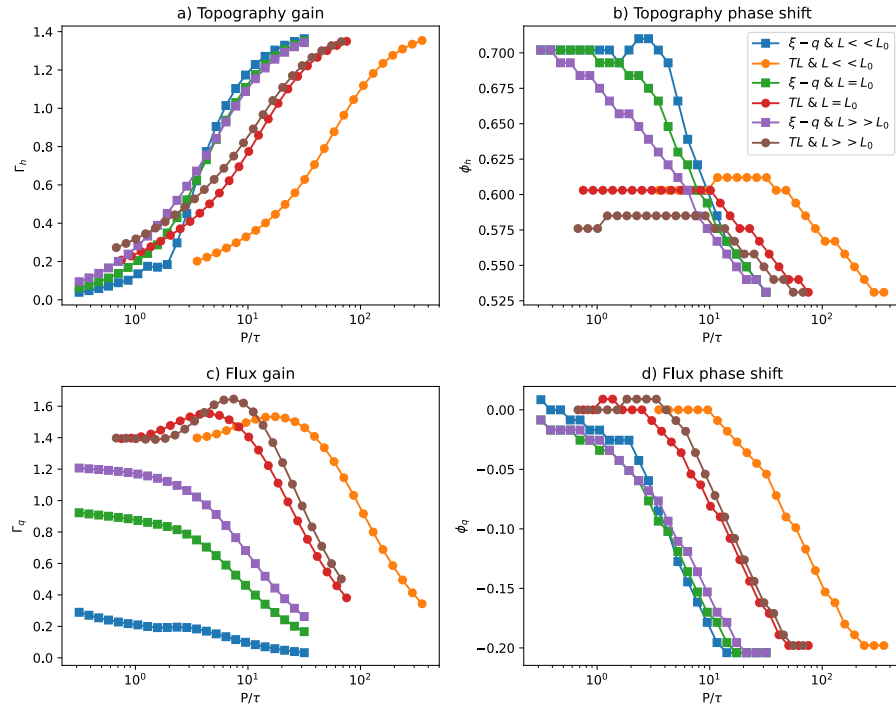 a) Topography gain
1.4
1.2
1.0
0.8
0.6
0.4
0.2
0.0
Γh
10^0
10^1
10^2
P/τ
b) Topography phase shift
0.700
0.675
0.650
0.625
0.600
0.575
0.550
0.525
ϕh
10^0
10^1
10^2
P/τ
ξ − q & L << L0
TL & L << L0
ξ − q & L = L0
TL & L = L0
ξ − q & L >> L0
TL & L >> L0
c) Flux gain
1.6
1.4
1.2
1.0
0.8
0.6
0.4
0.2
0.0
Γq
10^0
10^1
10^2
P/τ
d) Flux phase shift
0.00
−0.05
−0.10
−0.15
−0.20
ϕq
10^0
10^1
10^2
P/τ